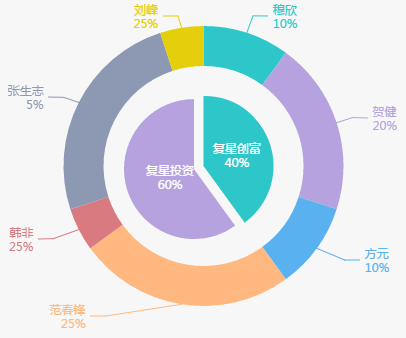 刘峰
25%
穆欣
10%
张生志
5%
贺健
20%
复星创富
40%
复星投资
60%
韩非
25%
方元
10%
范春锋
25%